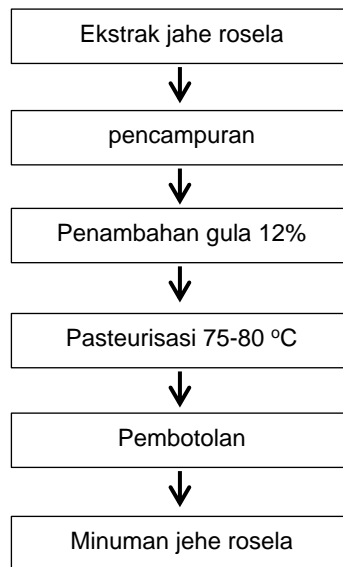 Ekstrak jahe rosela
pencampuran
Penambahan gula 12%
Pasteurisasi 75-80 ºC
Pembotolan
Minuman jehe rosela